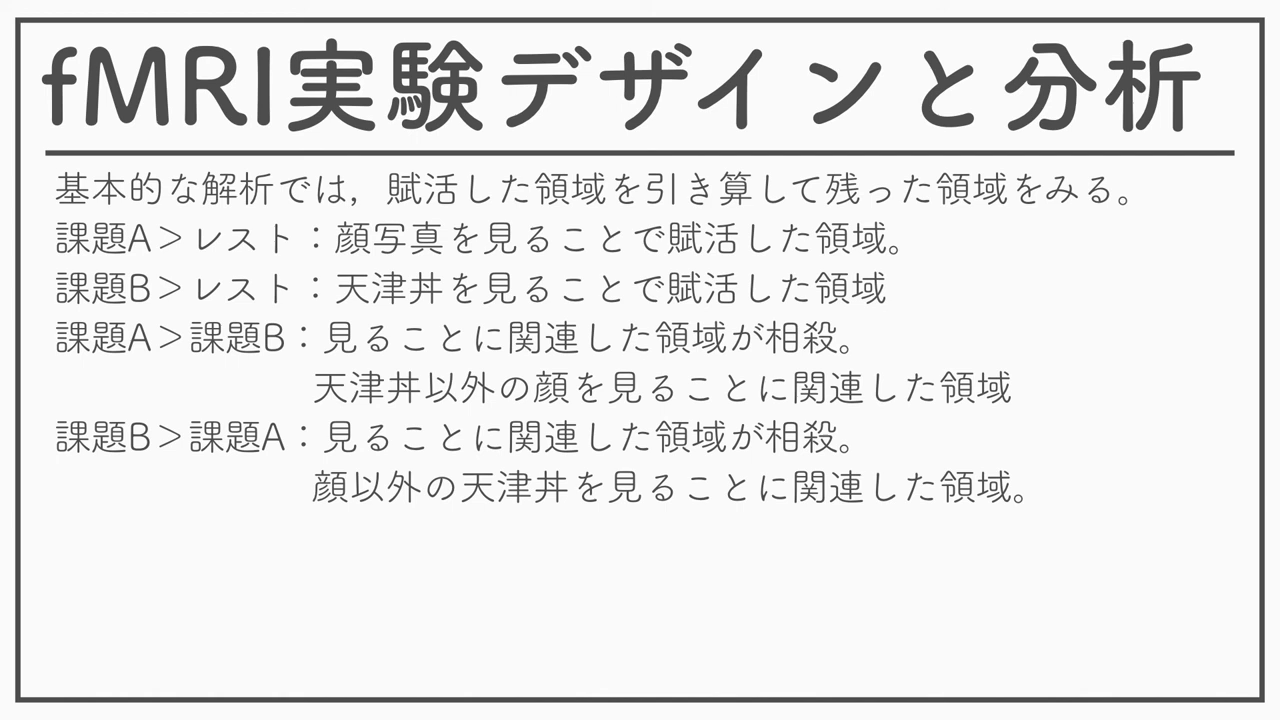 fMRI実験デザインと分析
基本的な解析では，賦活した領域を引き算して残った領域をみる。
課題A＞レスト：顔写真を見ることで賦活した領域。
課題B＞レスト：天津丼を見ることで賦活した領域
課題A＞課題B：見ることに関連した領域が相殺。
天津丼以外の顔を見ることに関連した領域
課題B＞課題A：見ることに関連した領域が相殺。
顔以外の天津丼を見ることに関連した領域。